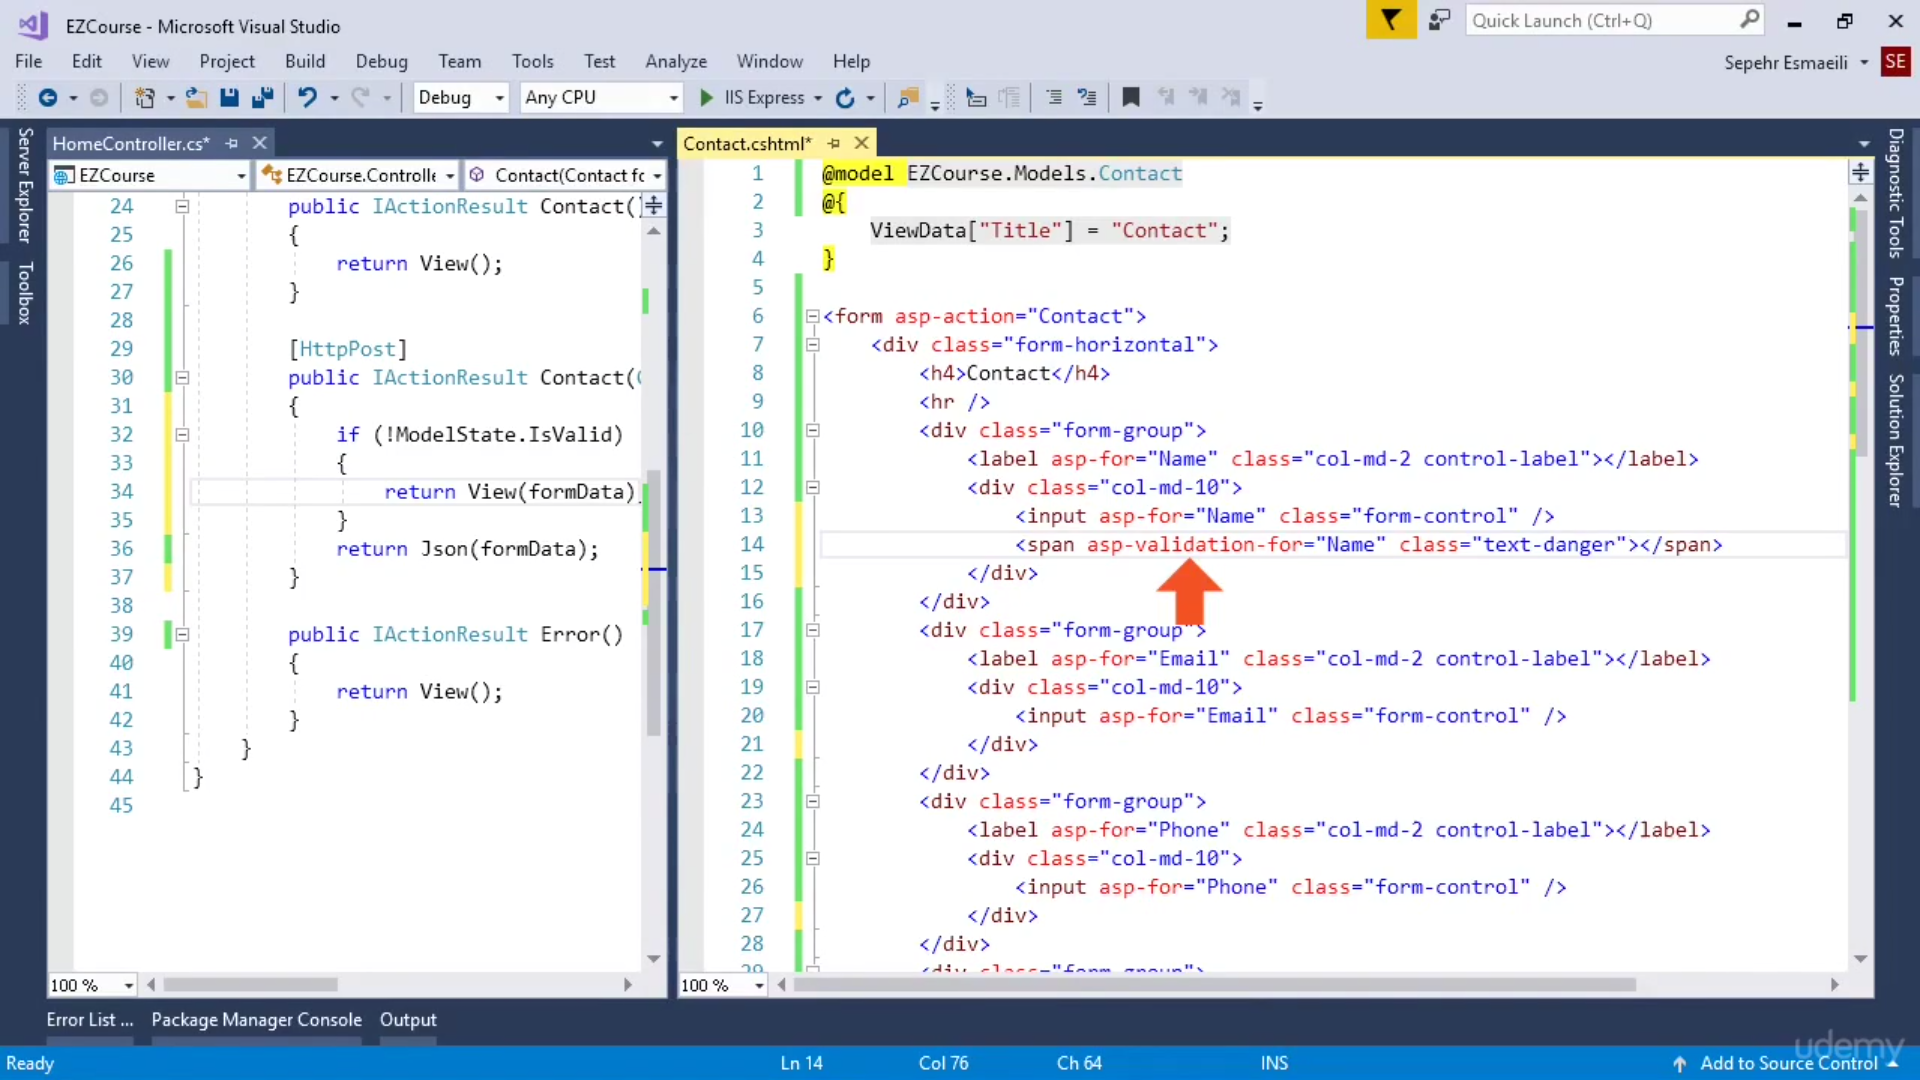 EZCourse - Microsoft Visual Studio
Quick Launch (Ctrl+Q)
File Edit View Project Build Debug Team Tools Test Analyze Window Help
Sepehr Esmaeili SE
Debug Any CPU IIS Express
Server Explorer
Toolbox
HomeController.cs*
EZCourse EZCourse.Controlle Contact(Contact fo
24 public IActionResult Contact()
25 {
26 return View();
27 }
28
29 [HttpPost]
30 public IActionResult Contact(
31 {
32 if (!ModelState.IsValid)
33 {
34 return View(formData)
35 }
36 return Json(formData);
37 }
38
39 public IActionResult Error()
40 {
41 return View();
42 }
43 }
44 }
45
100 %
Contact.cshtml*
1 @model EZCourse.Models.Contact
2 @{
3 ViewData["Title"] = "Contact";
4 }
5
6 <form asp-action="Contact">
7 <div class="form-horizontal">
8 <h4>Contact</h4>
9 <hr />
10 <div class="form-group">
11 <label asp-for="Name" class="col-md-2 control-label"></label>
12 <div class="col-md-10">
13 <input asp-for="Name" class="form-control" />
14 <span asp-validation-for="Name" class="text-danger"></span>
15 </div>
16 </div>
17 <div class="form-group">
18 <label asp-for="Email" class="col-md-2 control-label"></label>
19 <div class="col-md-10">
20 <input asp-for="Email" class="form-control" />
21 </div>
22 </div>
23 <div class="form-group">
24 <label asp-for="Phone" class="col-md-2 control-label"></label>
25 <div class="col-md-10">
26 <input asp-for="Phone" class="form-control" />
27 </div>
28 </div>
29 <div class="form-group">
100 %
Diagnostic Tools
Properties
Solution Explorer
Error List ... Package Manager Console Output
Ready Ln 14 Col 76 Ch 64 INS Add to Source Control
udemy